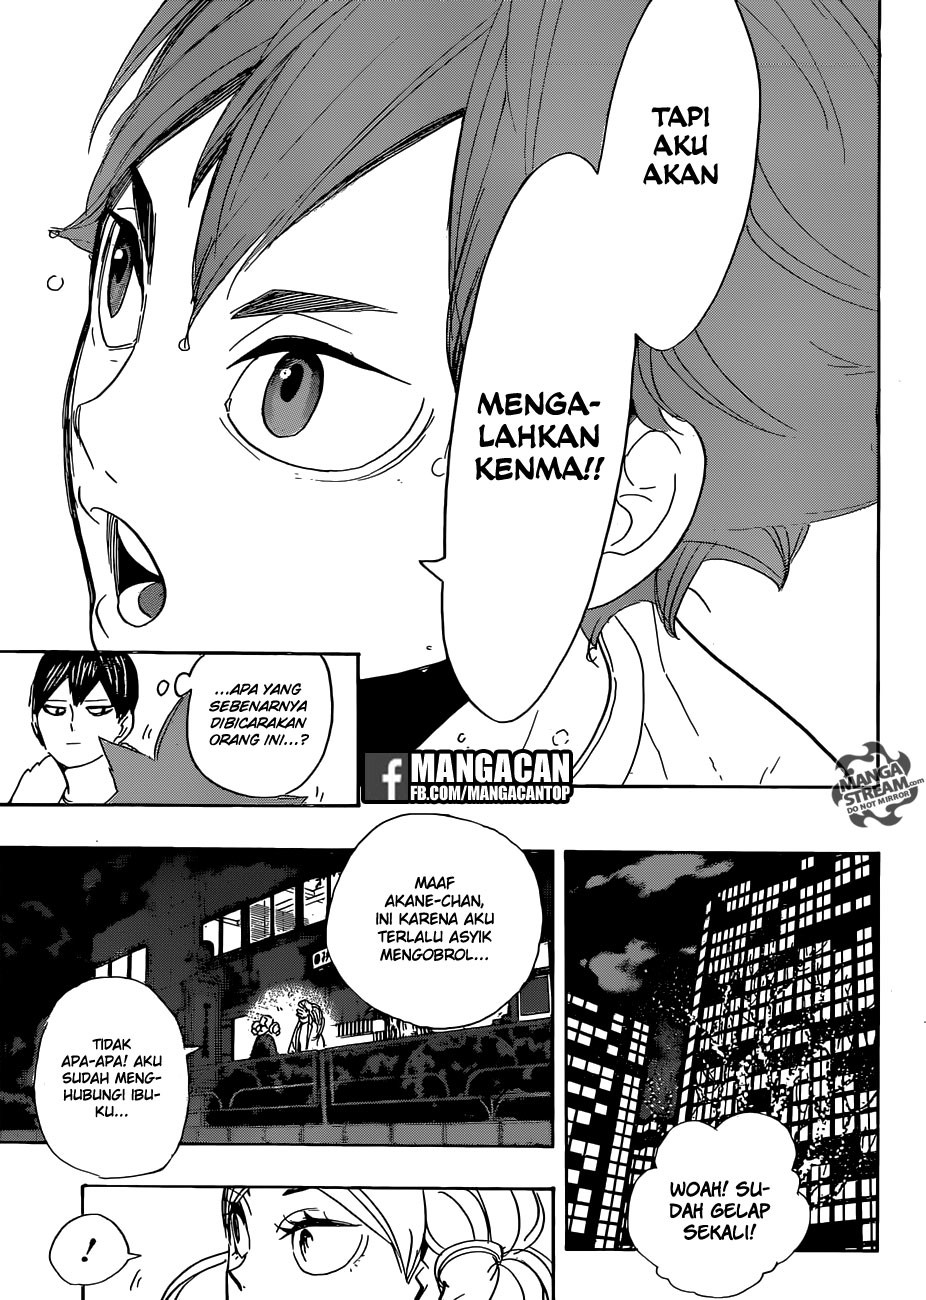 TAPI
AKU
AKAN
MENGA-
LAHKAN
KENMA!!
...APA YANG
SEBENARNYA
DIBICARAKAN
ORANG INI...?
MANGACAN
FB.COM/MANGACANTOP
MANGA
STREAM.com
DO NOT MIRROR
WOAH! SU-
DAH GELAP
SEKALI!
MAAF
AKANE-CHAN,
INI KARENA AKU
TERLALU ASYIK
MENGOBROL...
TIDAK
APA-APA! AKU
SUDAH MENG-
HUBUNGI IBU-
KU...
!